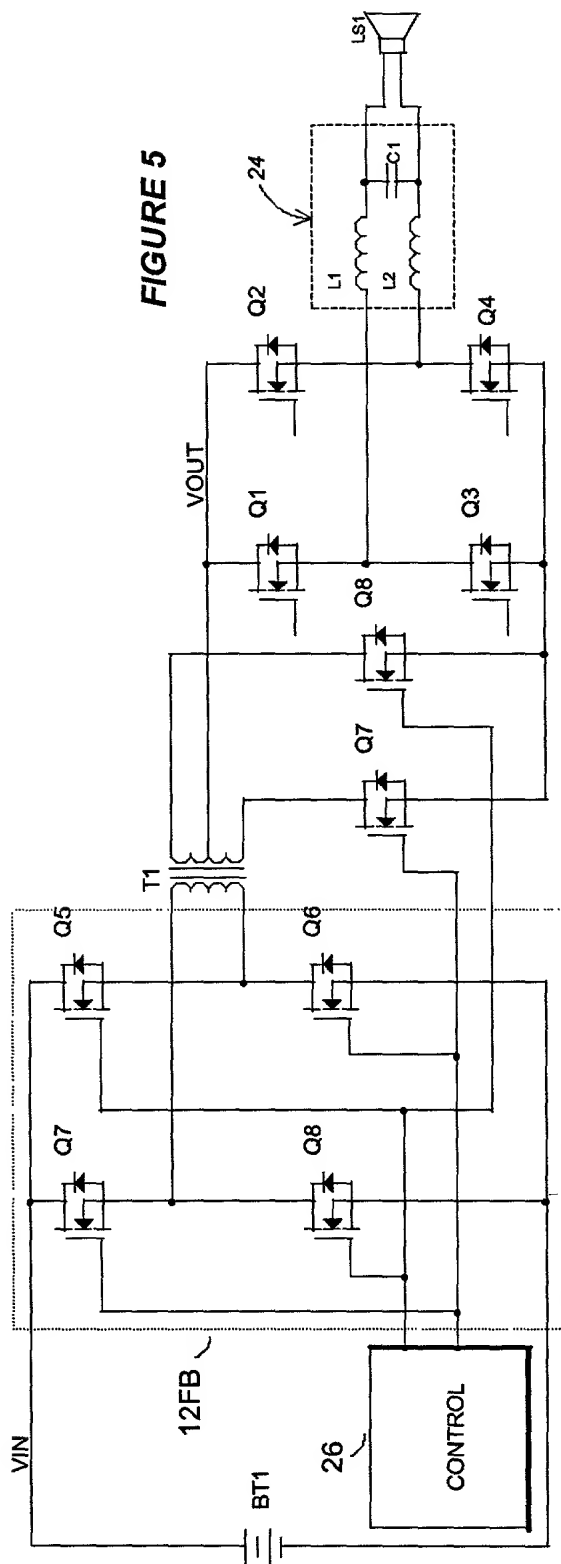 FIGURE 5
24
LS1
C1
L1
L2
Q2
Q4
VOUT
Q1
Q3
Q8
Q7
T1
Q5
Q6
Q7
Q8
12FB
VIN
BT1
26
CONTROL